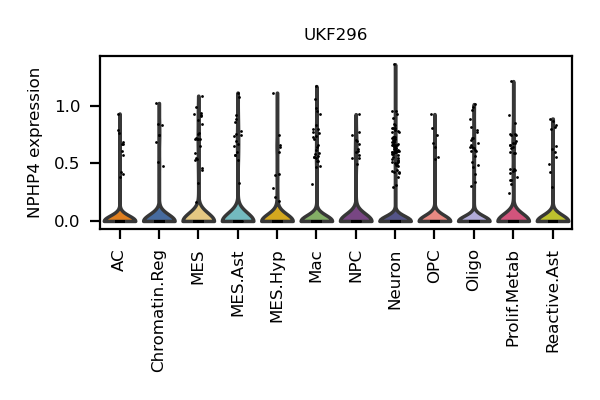 UKF296
NPHP4 expression
1.0
0.5
0.0
AC
Chromatin.Reg
MES
MES.Ast
MES.Hyp
Mac
NPC
Neuron
OPC
Oligo
Prolif.Metab
Reactive.Ast